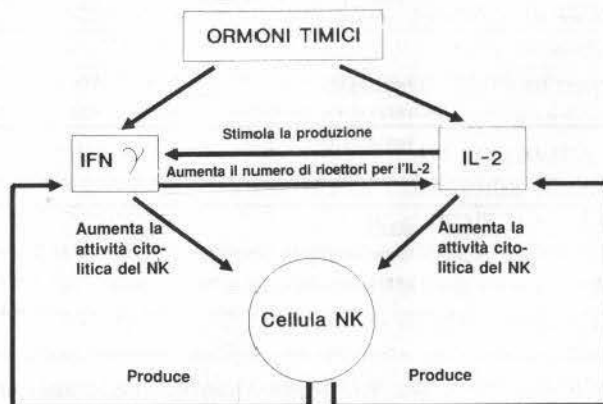 ORMONI TIMICI
Stimola la produzione
IFN γ
IL-2
Aumenta il numero di rioettori per l'IL-2
Aumenta la
attività cito-
litica del NK
Aumenta la
attività cito-
litica del NK
Cellula NK
Produce
Produce